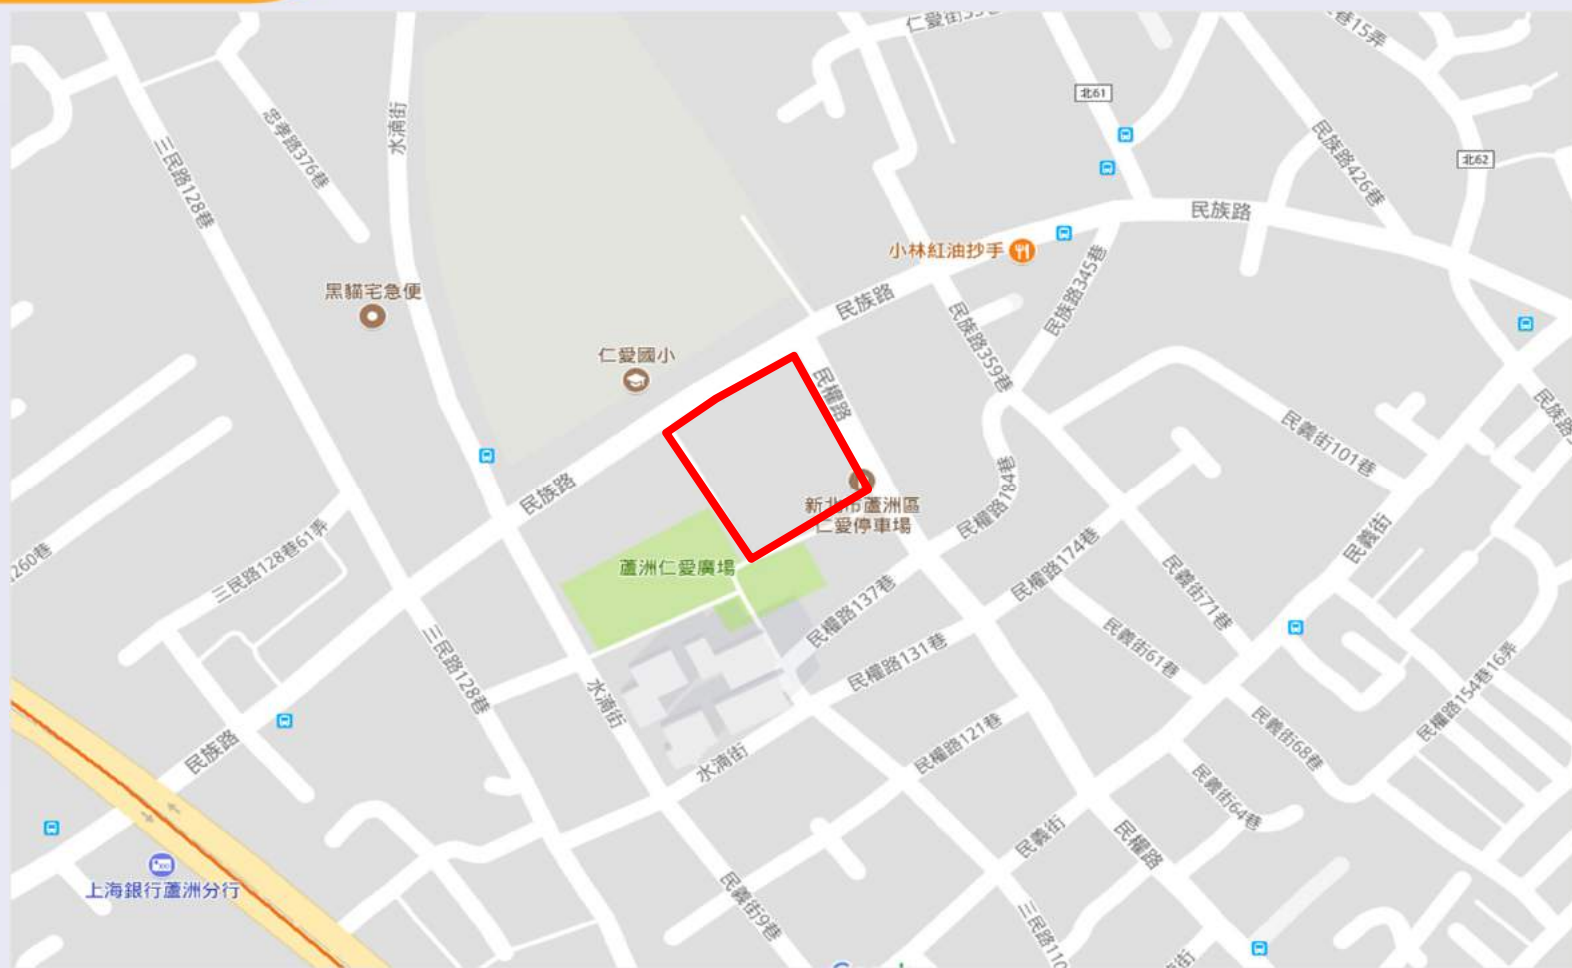 仁愛街
巷15弄
北61
水湳街
忠孝路376巷
三民路128巷
民族路426巷
北62
民族路
小林紅油抄手
民族路345巷
黑貓宅急便
民族路
民族路359巷
仁愛國小
民權路
民義街101巷
民族路
民族路
新北市蘆洲區
仁愛停車場
民權路184巷
民義街
260巷
三民路128巷61弄
蘆洲仁愛廣場
民權路137巷
民權路174巷
民義街71巷
民義街61巷
民權路131巷
三民路128巷
水湳街
民權路154巷16弄
民族路
水湳街
民權路121巷
民義街68巷
民義街64巷
民義街
民權路
上海銀行蘆洲分行
民義街9巷
三民路110
街